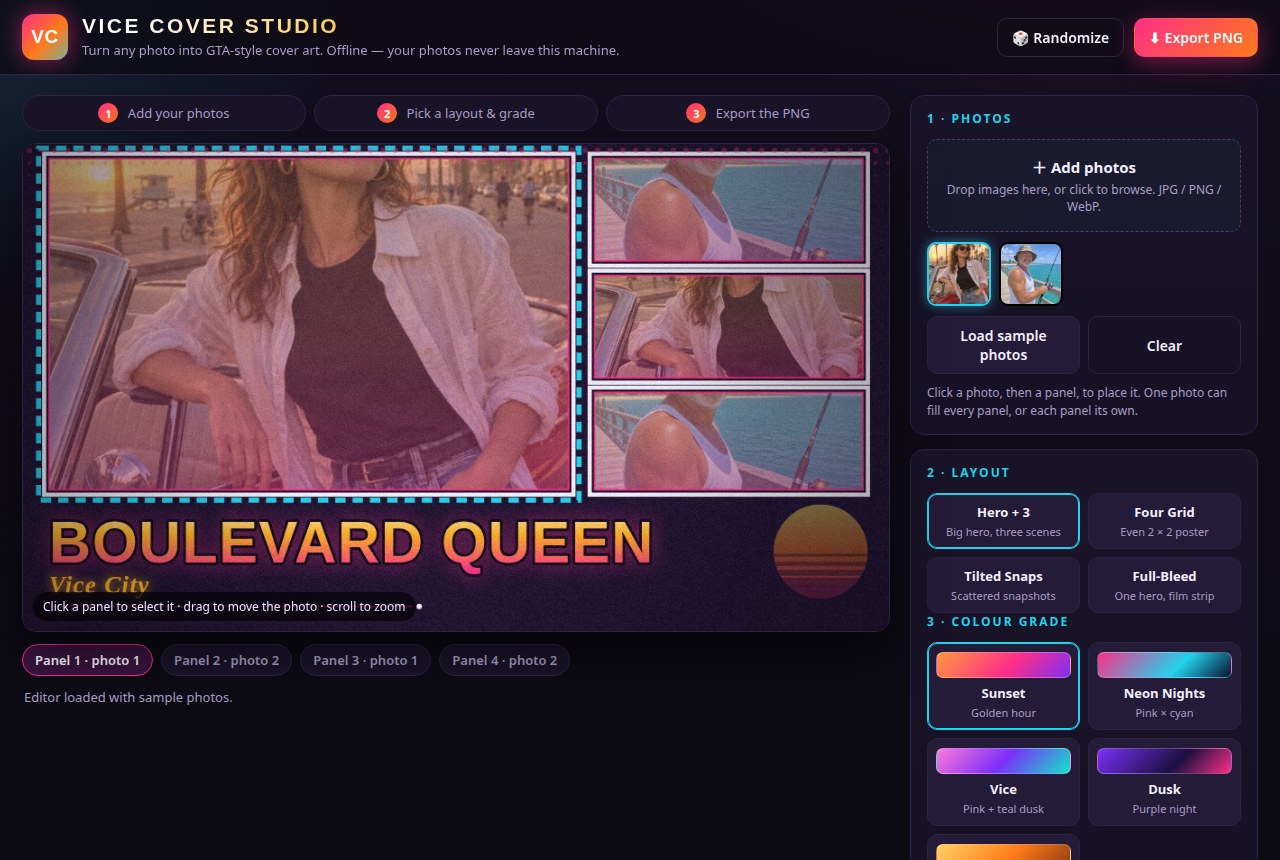 VC
VICE COVER STUDIO
Turn any photo into GTA-style cover art. Offline — your photos never leave this machine.
🎲 Randomize
⬇ Export PNG
1 Add your photos
2 Pick a layout & grade
3 Export the PNG
BOULEVARD QUEEN
Vice City
Click a panel to select it · drag to move the photo · scroll to zoom
Panel 1 · photo 1
Panel 2 · photo 2
Panel 3 · photo 1
Panel 4 · photo 2
Editor loaded with sample photos.
1 · PHOTOS
＋ Add photos
Drop images here, or click to browse. JPG / PNG /
WebP.
Load sample
photos
Clear
Click a photo, then a panel, to place it. One photo can
fill every panel, or each panel its own.
2 · LAYOUT
Hero + 3
Big hero, three scenes
Four Grid
Even 2 × 2 poster
Tilted Snaps
Scattered snapshots
Full-Bleed
One hero, film strip
3 · COLOUR GRADE
Sunset
Golden hour
Neon Nights
Pink × cyan
Vice
Pink + teal dusk
Dusk
Purple night